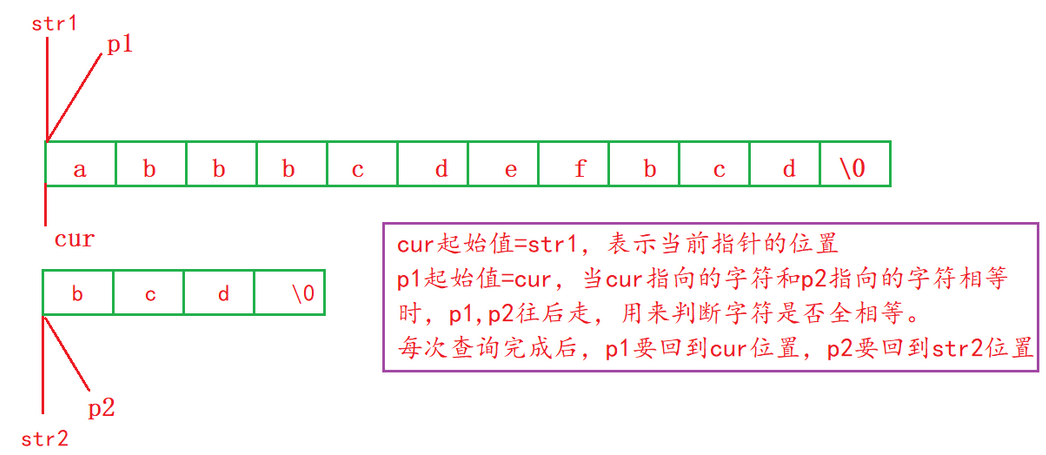 str1
p1
a b b b c d e f b c d \0
cur
cur起始值=str1, 表示当前指针的位置
p1起始值=cur, 当cur指向的字符和p2指向的字符相等
时, p1,p2往后走, 用来判断字符是否全相等。
每次查询完成后, p1要回到cur位置, p2要回到str2位置
b c d \0
p2
str2